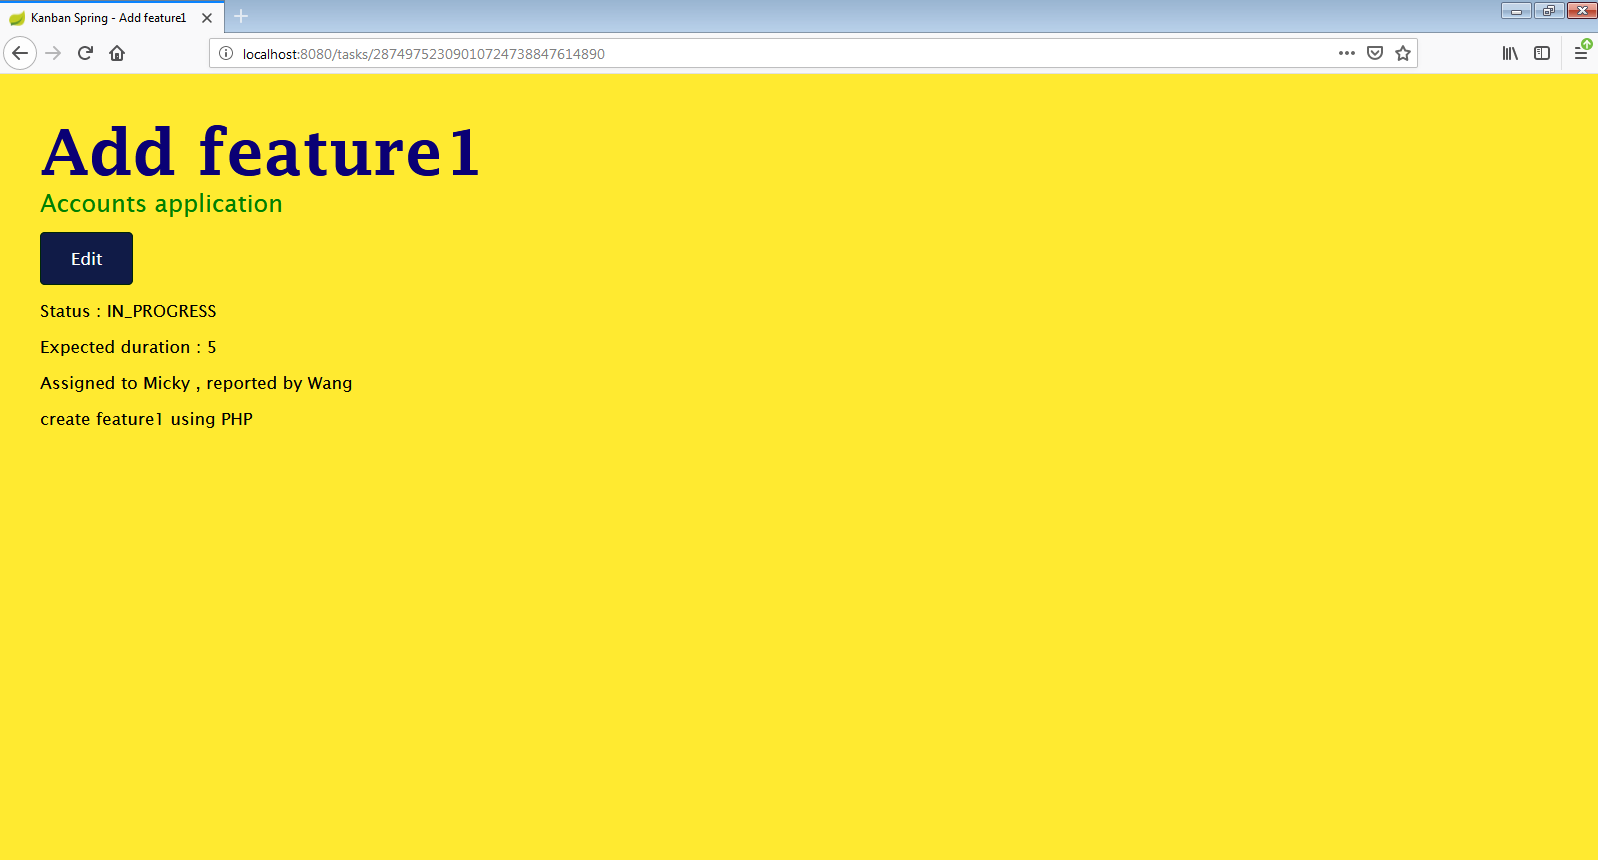 Kanban Spring - Add feature1
localhost:8080/tasks/28749752309010724738847614890
Add feature1
Accounts application
Edit
Status : IN_PROGRESS
Expected duration : 5
Assigned to Micky , reported by Wang
create feature1 using PHP